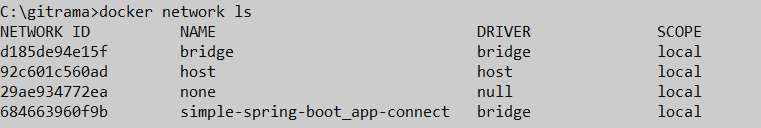 C:\gitrama>docker network ls
NETWORK ID NAME DRIVER SCOPE
d185de94e15f bridge bridge local
92c601c560ad host host local
29ae934772ea none null local
684663960f9b simple-spring-boot_app-connect bridge local